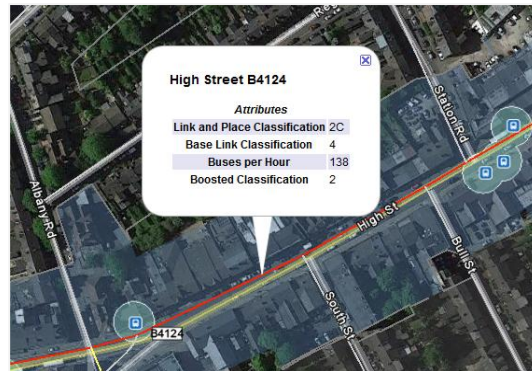 High Street B4124
Attributes
Link and Place Classification 2C
Base Link Classification 4
Buses per Hour 138
Boosted Classification 2
Station Rd
Albany Rd
High St
Bull St
South St
B4124